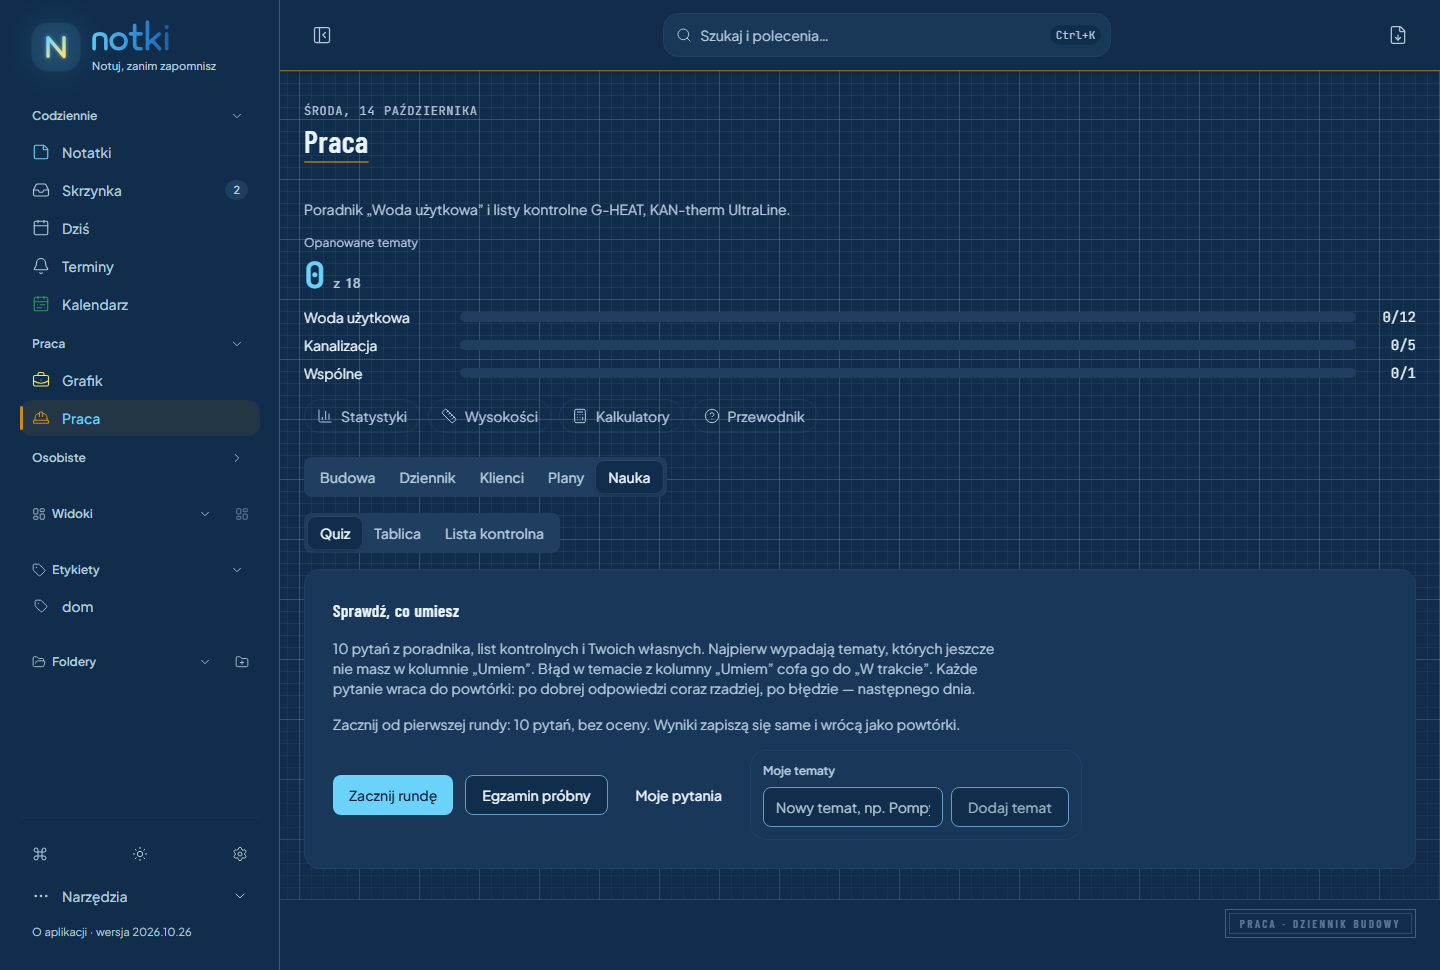 N
notki
Notuj, zanim zapomnisz
Codziennie
Notatki
Skrzynka 2
Dziś
Terminy
Kalendarz
Praca
Grafik
Praca
Osobiste
Widoki
Etykiety
dom
Foldery
Narzędzia
O aplikacji · wersja 2026.10.26
Szukaj i polecenia... Ctrl+K
ŚRODA, 14 PAŹDZIERNIKA
Praca
Poradnik „Woda użytkowa” i listy kontrolne G-HEAT, KAN-therm UltraLine.
Opanowane tematy
0 z 18
Woda użytkowa 0/12
Kanalizacja 0/5
Wspólne 0/1
Statystyki Wysokości Kalkulatory Przewodnik
Budowa Dziennik Klienci Plany Nauka
Quiz Tablica Lista kontrolna
Sprawdź, co umiesz
10 pytań z poradnika, list kontrolnych i Twoich własnych. Najpierw wypadają tematy, których jeszcze
nie masz w kolumnie „Umiem”. Błąd w temacie z kolumny „Umiem” cofa go do „W trakcie”. Każde
pytanie wraca do powtórki: po dobrej odpowiedzi coraz rzadziej, po błędzie — następnego dnia.
Zacznij od pierwszej rundy: 10 pytań, bez oceny. Wyniki zapiszą się same i wrócą jako powtórki.
Moje tematy
Zacznij rundę Egzamin próbny Moje pytania Nowy temat, np. Pomp Dodaj temat
PRACA · DZIENNIK BUDOWY